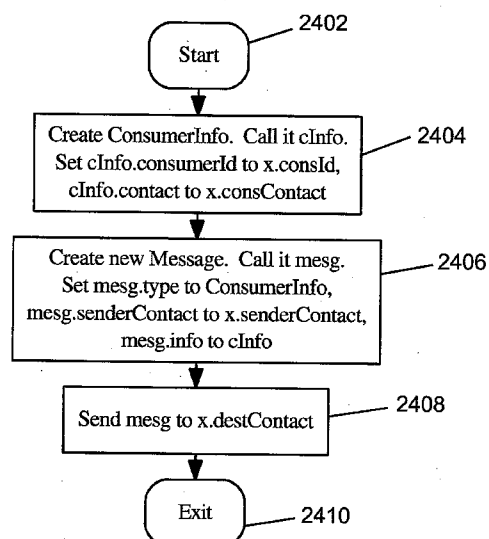 2402
Start
Create ConsumerInfo. Call it cInfo.
Set cInfo.consumerId to x.consId,
cInfo.contact to x.consContact
2404
Create new Message. Call it mesg.
Set mesg.type to ConsumerInfo,
mesg.senderContact to x.senderContact,
mesg.info to cInfo
2406
Send mesg to x.destContact
2408
Exit
2410